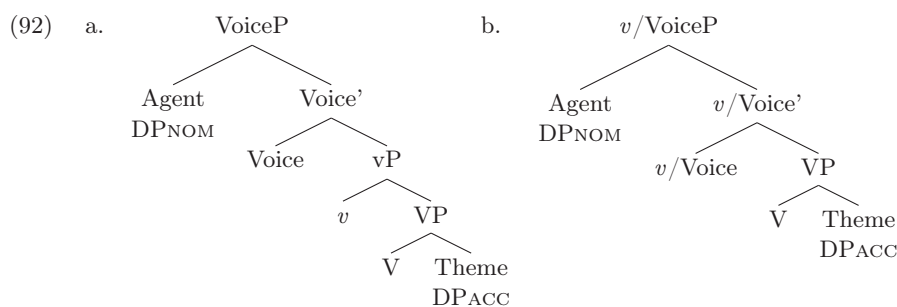 (92) a. VoiceP b. v/VoiceP
Agent Voice' Agent v/Voice'
DPNOM DPNOM
Voice vP v/Voice VP
v VP V Theme
DPACC
V Theme
DPACC